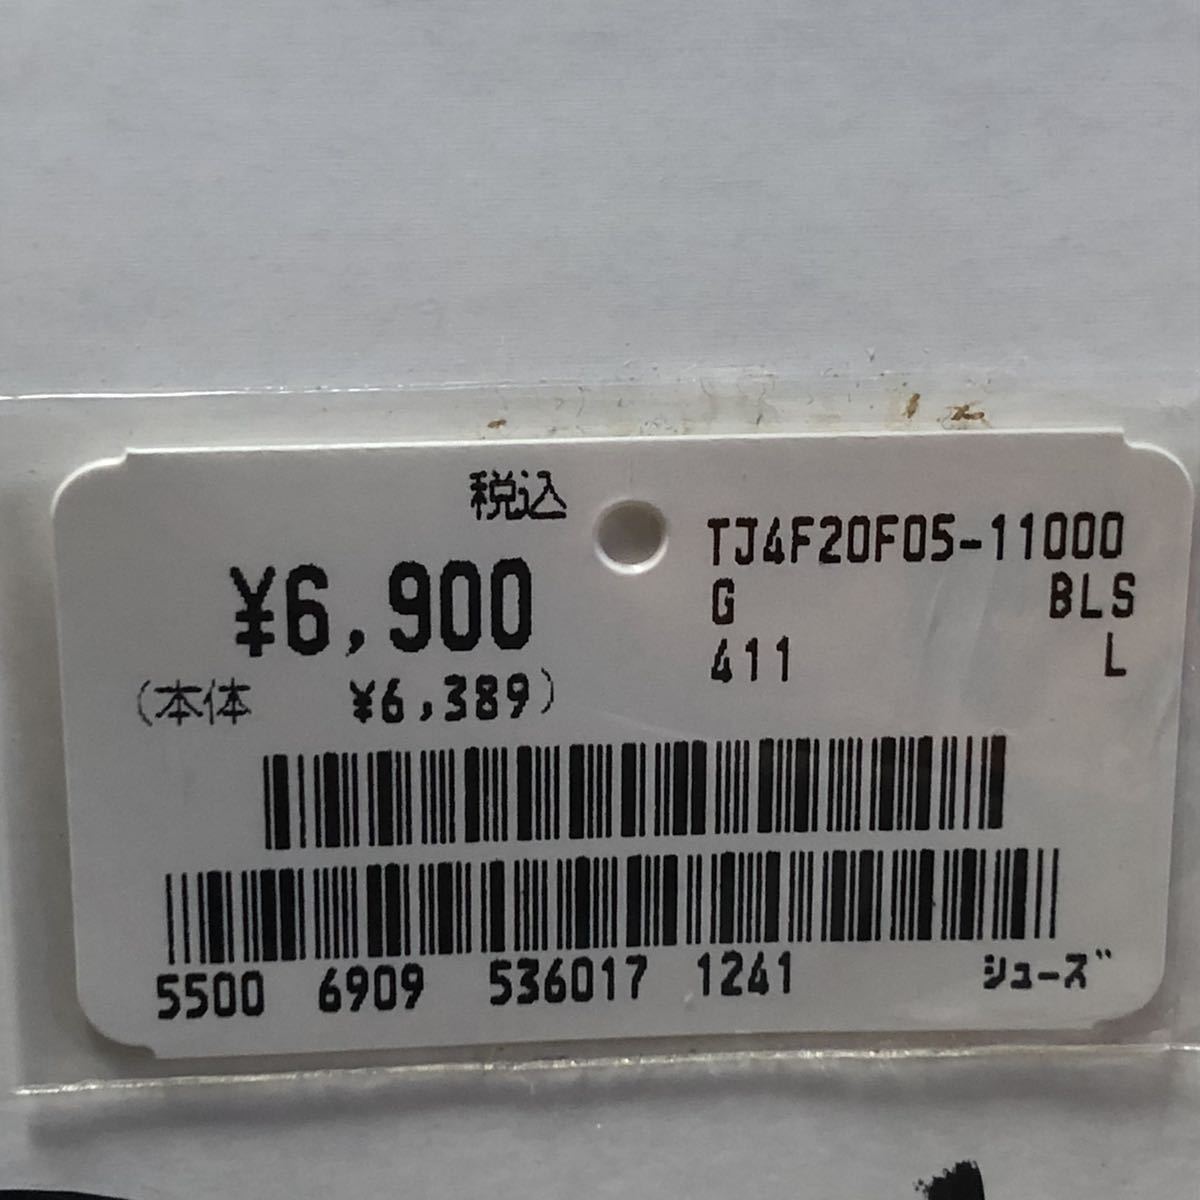 税込
¥6,900
(本体 ¥6,389)
TJ4F20F05-11000
G BLS
411 L
5500 6909 536017 1241 シューズ